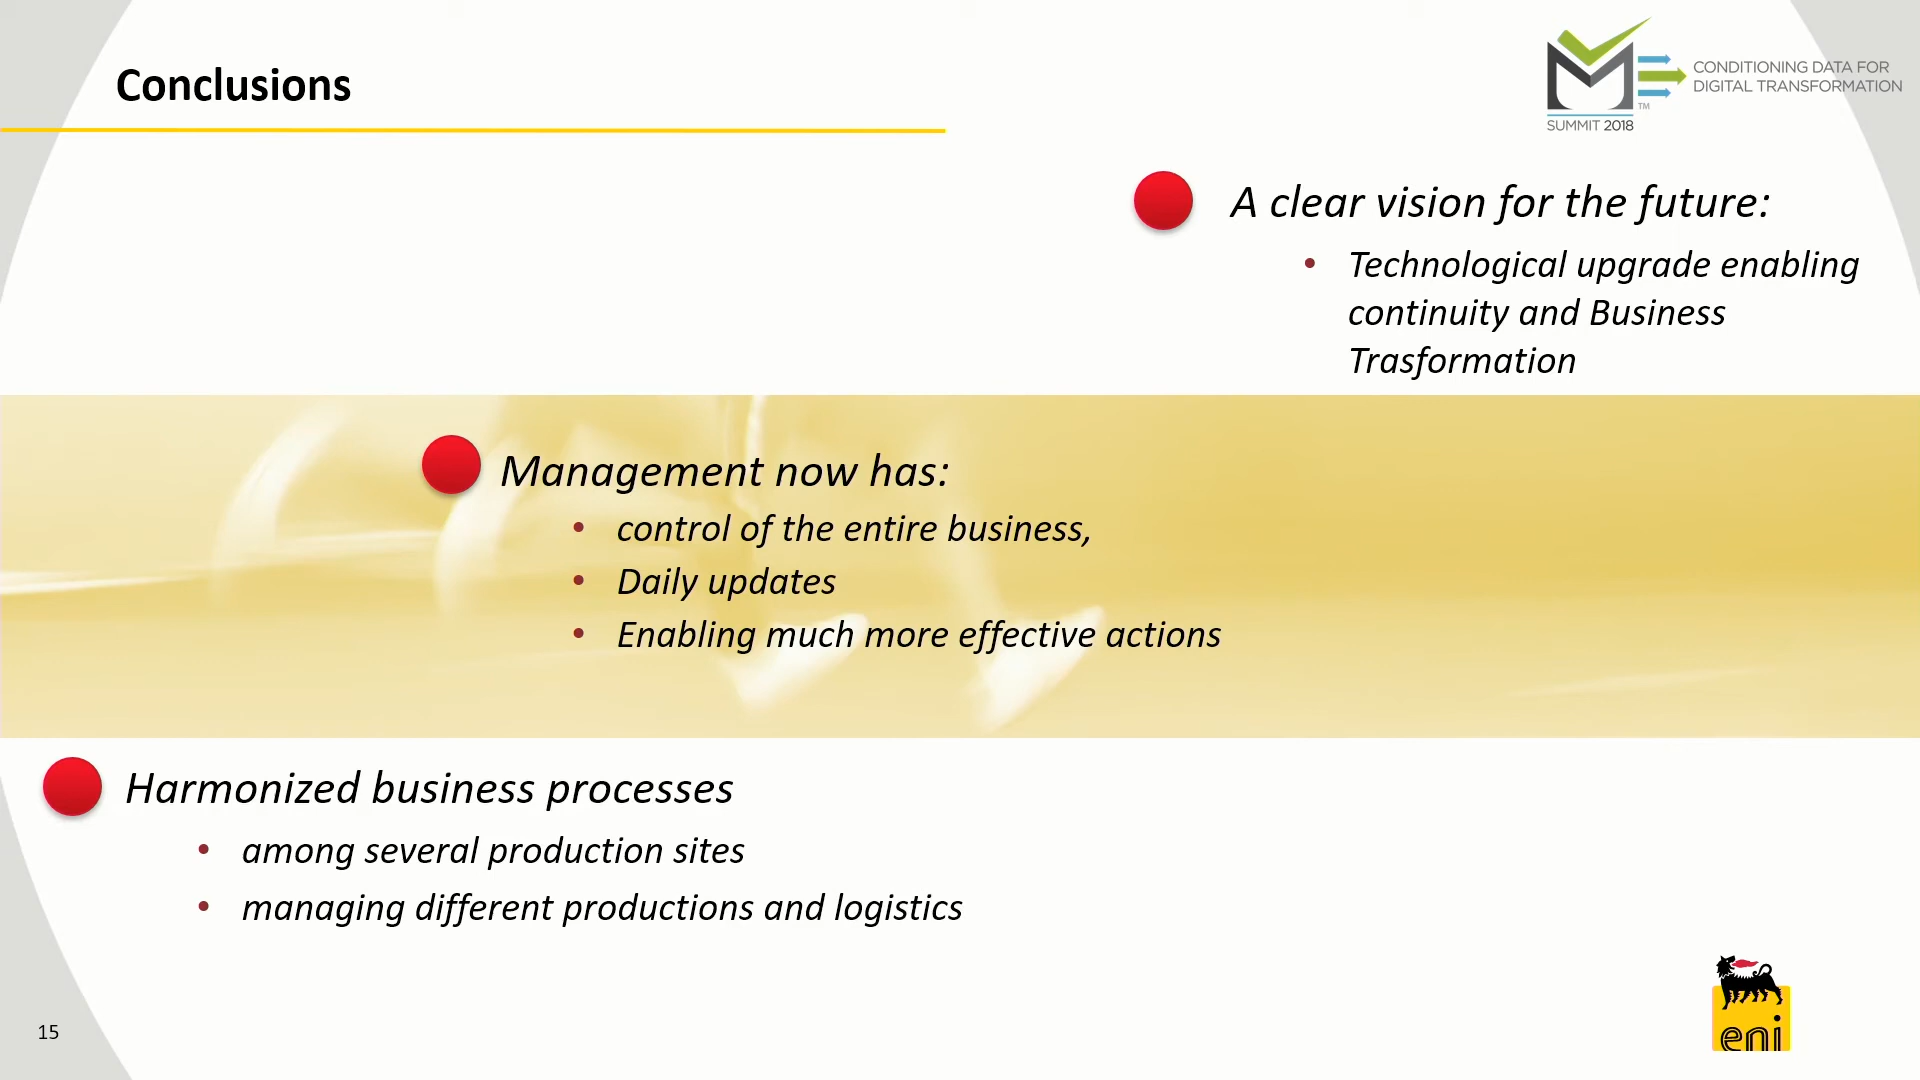 Conclusions
CONDITIONING DATA FOR
DIGITAL TRANSFORMATION
TM
SUMMIT 2018
A clear vision for the future:
• Technological upgrade enabling
continuity and Business
Trasformation
Management now has:
• control of the entire business,
• Daily updates
• Enabling much more effective actions
Harmonized business processes
• among several production sites
• managing different productions and logistics
15
eni